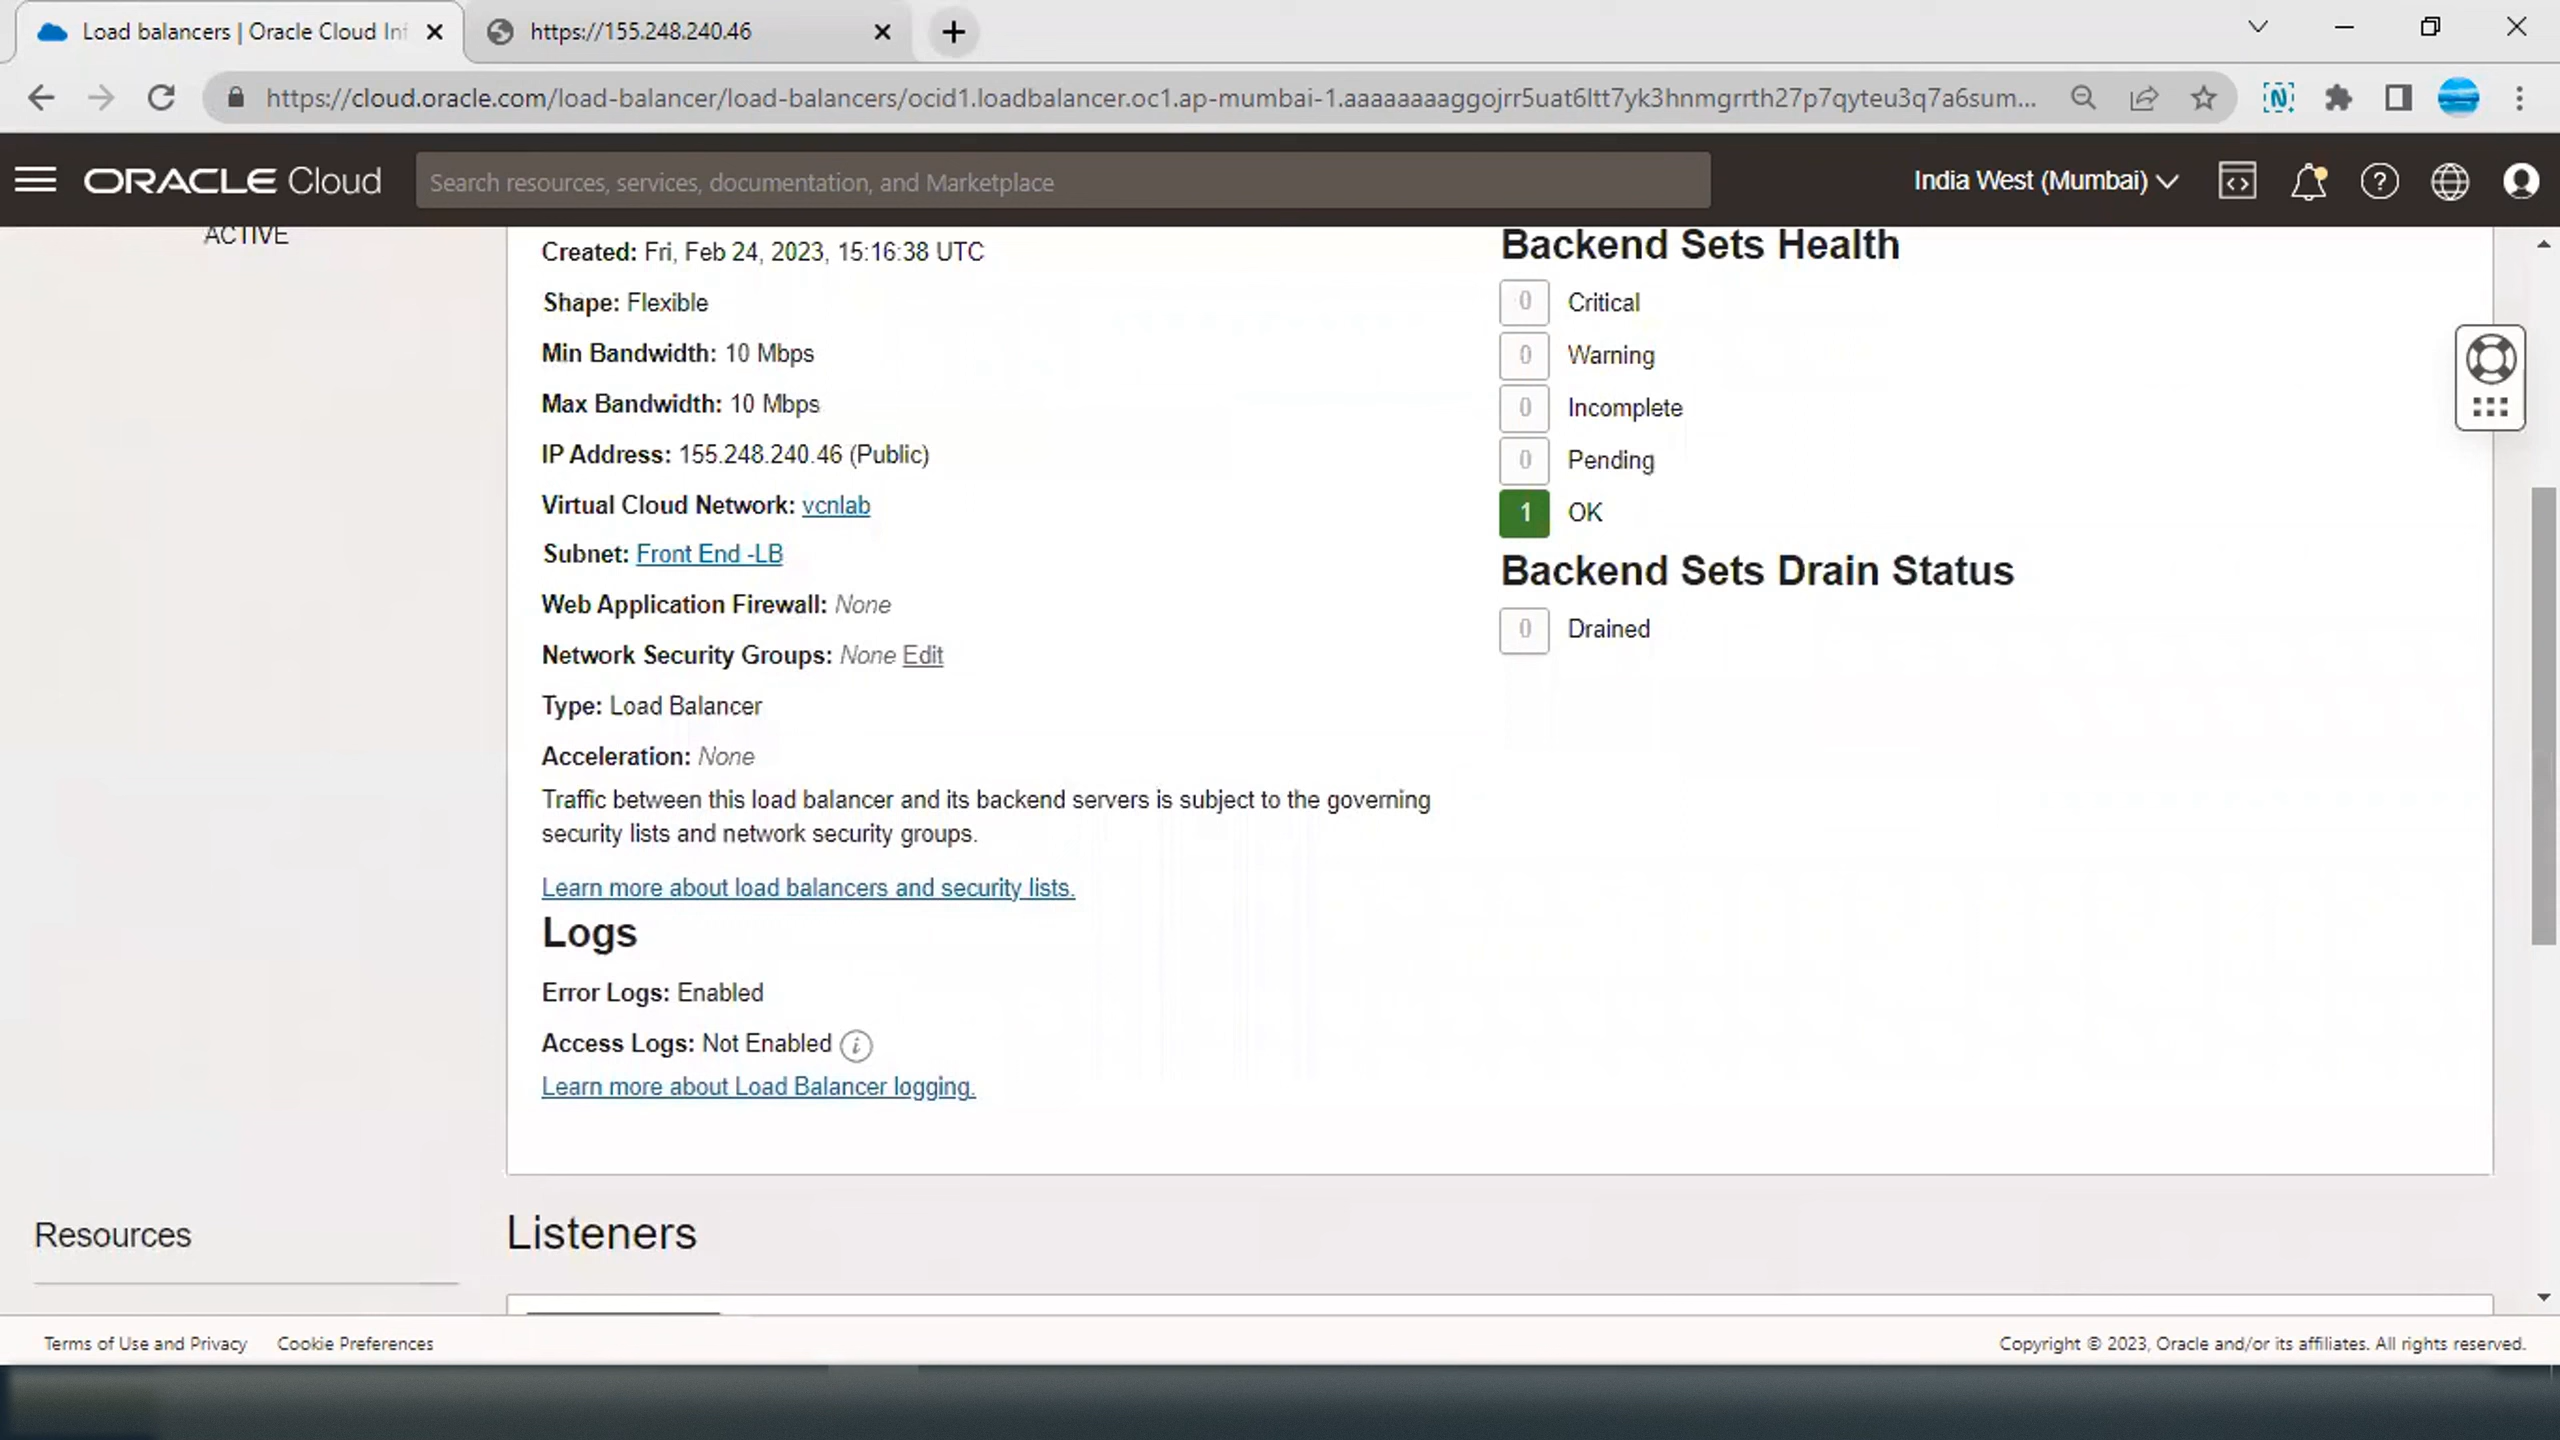 Load balancers | Oracle Cloud Inf
https://155.248.240.46
https://cloud.oracle.com/load-balancer/load-balancers/ocid1.loadbalancer.oc1.ap-mumbai-1.aaaaaaaaggojrr5uat6ltt7yk3hnmgrrth27p7qyteu3q7a6sum...
ORACLE Cloud
Search resources, services, documentation, and Marketplace
India West (Mumbai)
ACTIVE
Created: Fri, Feb 24, 2023, 15:16:38 UTC
Shape: Flexible
Min Bandwidth: 10 Mbps
Max Bandwidth: 10 Mbps
IP Address: 155.248.240.46 (Public)
Virtual Cloud Network: vcnlab
Subnet: Front End -LB
Web Application Firewall: None
Network Security Groups: None Edit
Type: Load Balancer
Acceleration: None
Traffic between this load balancer and its backend servers is subject to the governing
security lists and network security groups.
Learn more about load balancers and security lists.
Logs
Error Logs: Enabled
Access Logs: Not Enabled i
Learn more about Load Balancer logging.
Backend Sets Health
0 Critical
0 Warning
0 Incomplete
0 Pending
1 OK
Backend Sets Drain Status
0 Drained
Resources
Listeners
Terms of Use and Privacy
Cookie Preferences
Copyright © 2023, Oracle and/or its affiliates. All rights reserved.